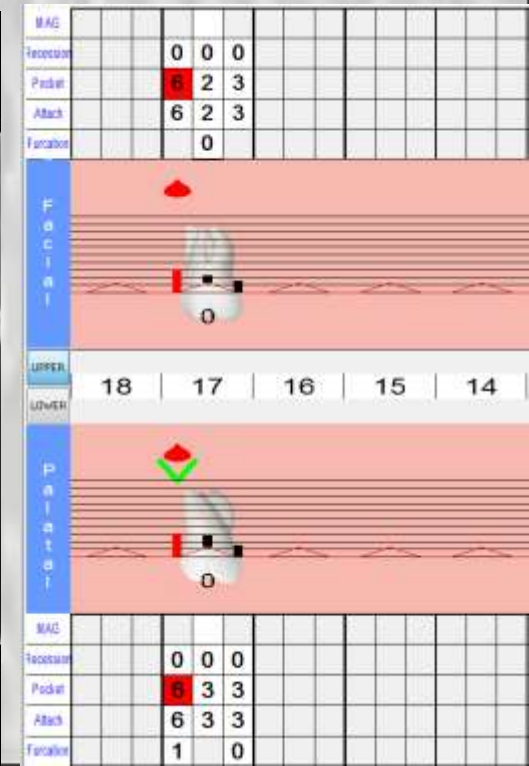 MAG
Recession 0 0 0
Pocket 6 2 3
Attach 6 2 3
Furcation 0
Facial
0
UPPER
18 17 16 15 14
LOWER
Palatal
0
MAG
Recession 0 0 0
Pocket 6 3 3
Attach 6 3 3
Furcation 1 0